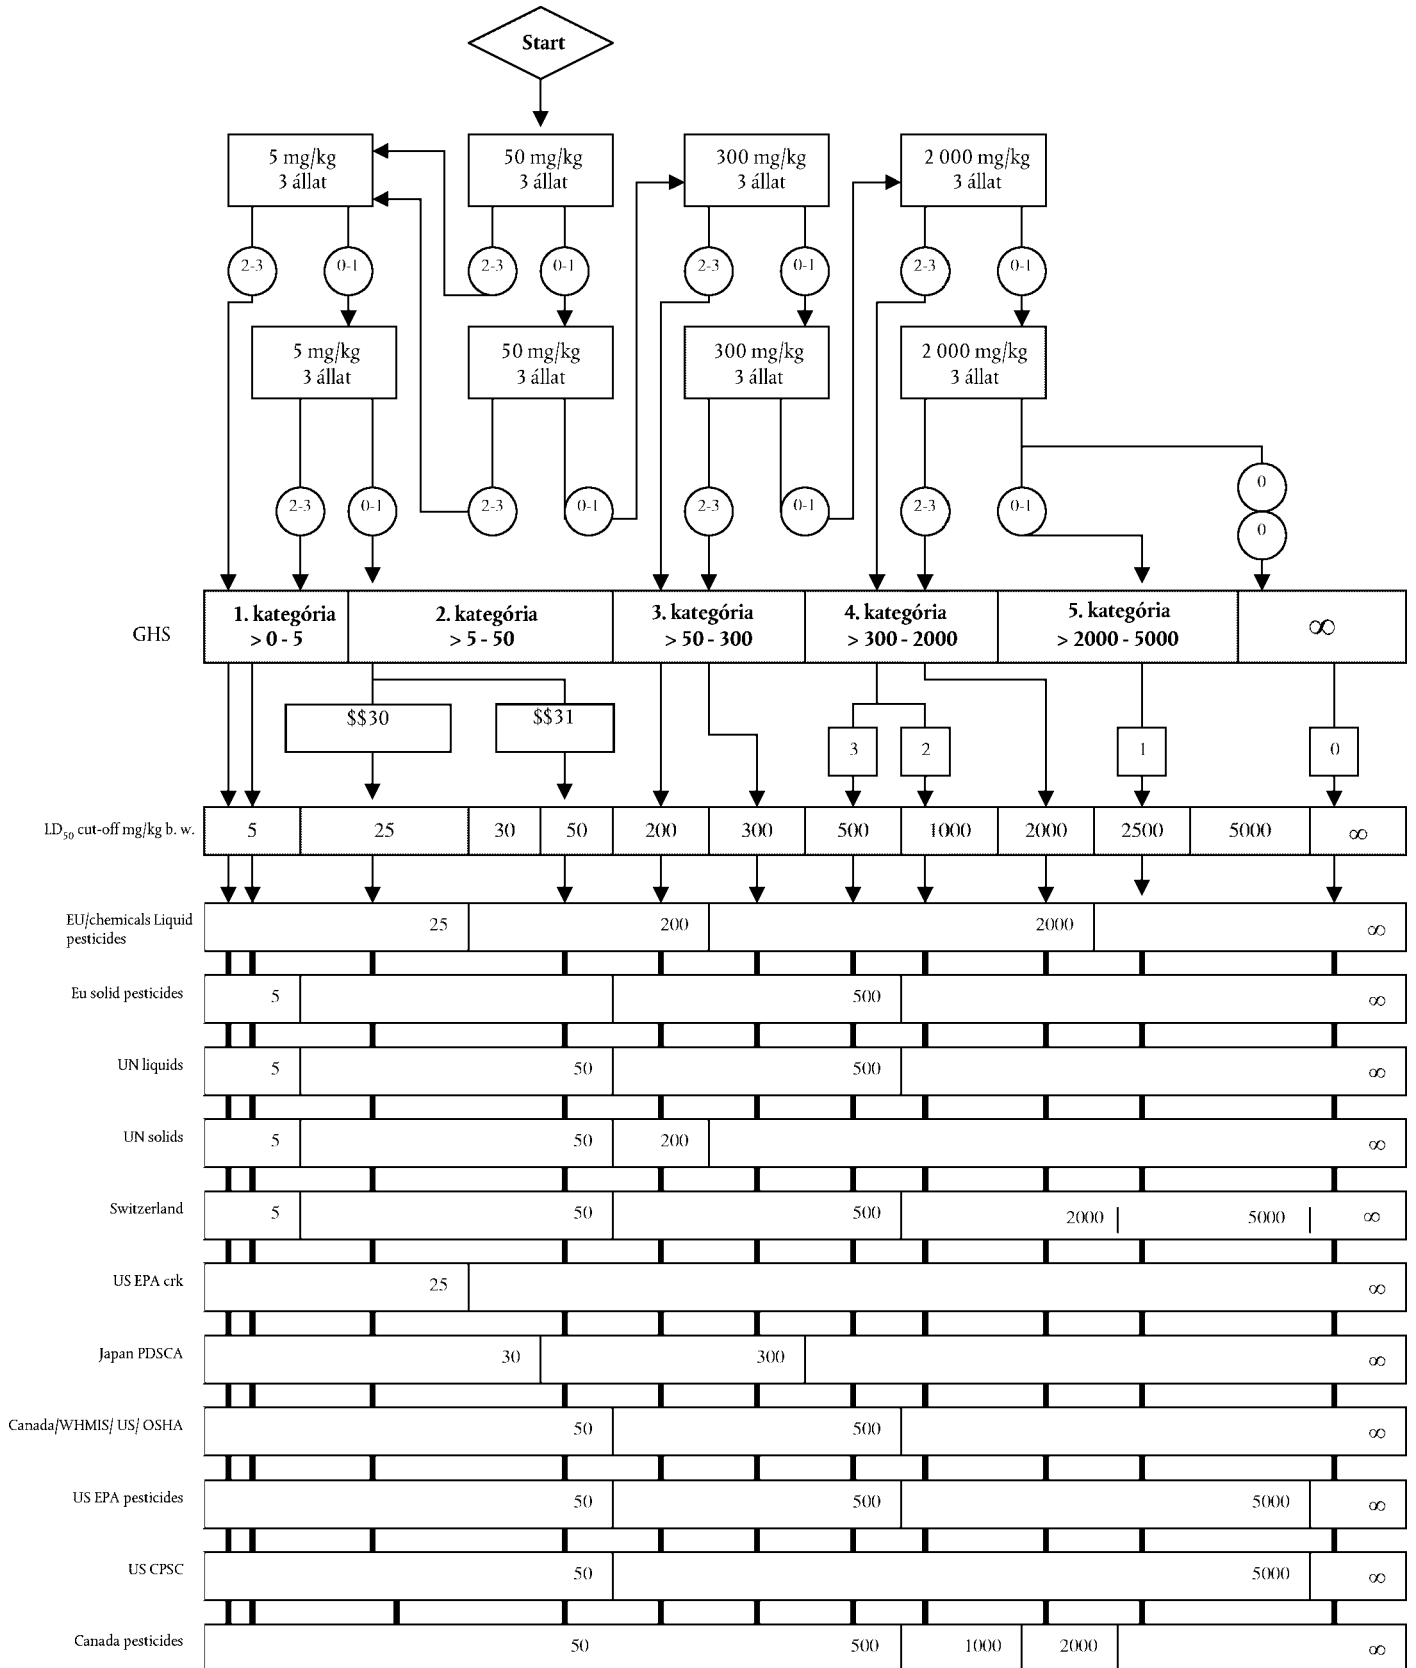 Start
5 mg/kg
3 állat
50 mg/kg
3 állat
300 mg/kg
3 állat
2 000 mg/kg
3 állat
2-3
0-1
2-3
0-1
2-3
0-1
2-3
0-1
5 mg/kg
3 állat
50 mg/kg
3 állat
300 mg/kg
3 állat
2 000 mg/kg
3 állat
2-3
0-1
2-3
0-1
2-3
0-1
2-3
0-1
0
0
GHS
1. kategória
> 0 - 5
2. kategória
> 5 - 50
3. kategória
> 50 - 300
4. kategória
> 300 - 2000
5. kategória
> 2000 - 5000
∞
$$30
$$31
3
2
1
0
LD50 cut-off mg/kg b. w.
5
25
30
50
200
300
500
1000
2000
2500
5000
∞
EU/chemicals Liquid
pesticides
25
200
2000
∞
Eu solid pesticides
5
500
∞
UN liquids
5
50
500
∞
UN solids
5
50
200
∞
Switzerland
5
50
500
2000
5000
∞
US EPA crk
25
∞
Japan PDSCA
30
300
∞
Canada/WHMIS/ US/ OSHA
50
500
∞
US EPA pesticides
50
500
5000
∞
US CPSC
50
5000
∞
Canada pesticides
50
500
1000
2000
∞